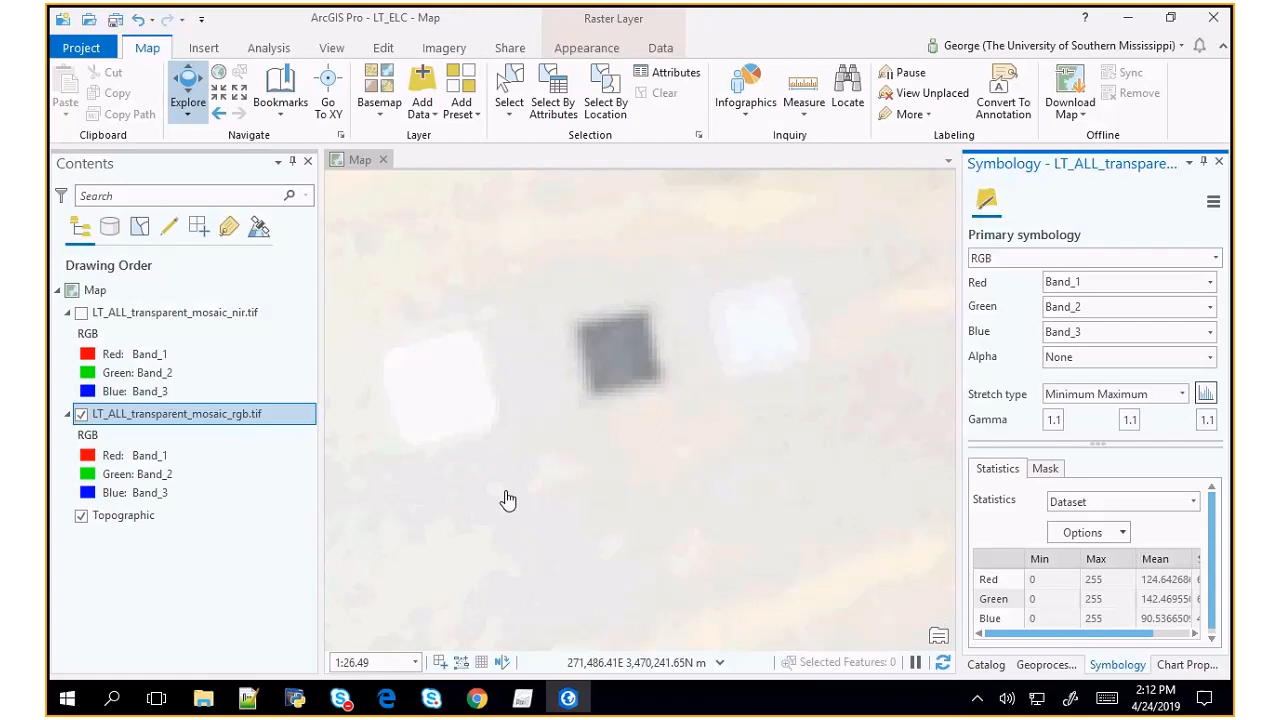 ArcGIS Pro - LT_ELC - Map
Raster Layer
?
Project Map Insert Analysis View Edit Imagery Share Appearance Data
George (The University of Southern Mississippi)
Paste
Cut
Copy
Copy Path
Clipboard
Explore
Bookmarks
Go To XY
Navigate
Basemap
Add Data
Add Preset
Layer
Select
Select By Attributes
Select By Location
Attributes
Clear
Selection
Infographics
Measure
Locate
Inquiry
Pause
View Unplaced
More
Convert To Annotation
Labeling
Download Map
Sync
Remove
Offline
Contents
Search
Drawing Order
Map
LT_ALL_transparent_mosaic_nir.tif
RGB
Red: Band_1
Green: Band_2
Blue: Band_3
LT_ALL_transparent_mosaic_rgb.tif
RGB
Red: Band_1
Green: Band_2
Blue: Band_3
Topographic
Map
1:26.49
271,486.41E 3,470,241.65N m
Selected Features: 0
Symbology - LT_ALL_transpare...
Primary symbology
RGB
Red Band_1
Green Band_2
Blue Band_3
Alpha None
Stretch type Minimum Maximum
Gamma 1.1 1.1 1.1
Statistics Mask
Statistics Dataset
Options
Min Max Mean
Red 0 255 124.64268
Green 0 255 142.46955
Blue 0 255 90.536650
Catalog Geoproces... Symbology Chart Prop...
2:12 PM
4/24/2019